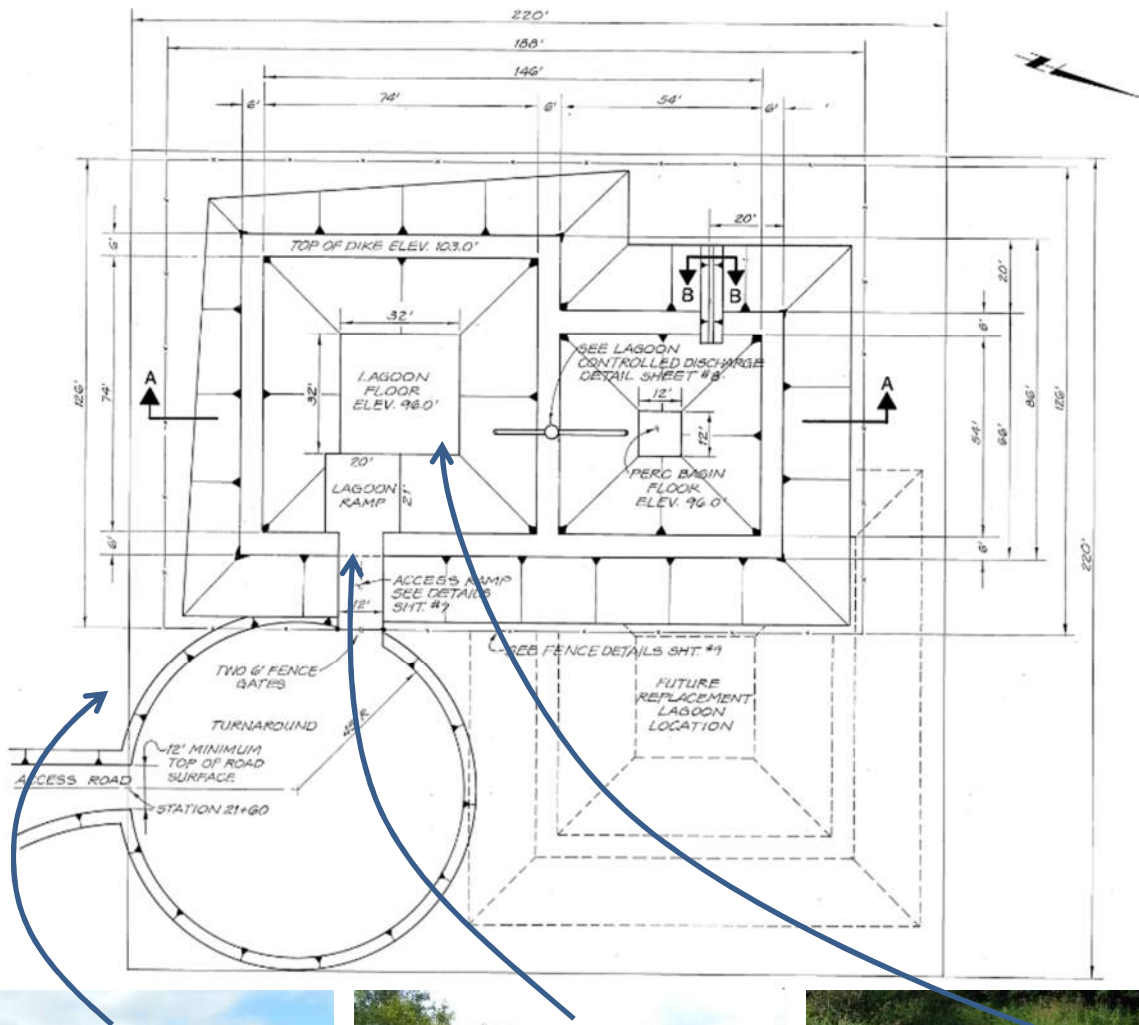 220'
188'
146'
74'
6'
6'
54'
6'
20'
TOP OF DIKE ELEV. 103.0'
6'
B
B
20'
32'
6'
SEE LAGOON
CONTROLLED DISCHARGE
DETAIL SHEET #8
LAGOON
FLOOR
ELEV. 96.0'
32'
12'
12'
A
A
126'
74'
54'
66'
86'
126'
20'
LAGOON
RAMP
21'
PERC BASIN
FLOOR
ELEV. 96.0'
6'
6'
220'
ACCESS RAMP
SEE DETAILS
SHT. #9
12'
SEE FENCE DETAILS SHT. #9
TWO 6' FENCE
GATES
FUTURE
REPLACEMENT
LAGOON
LOCATION
TURNAROUND
12' MINIMUM
TOP OF ROAD
SURFACE
ACCESS ROAD
STATION 21+60